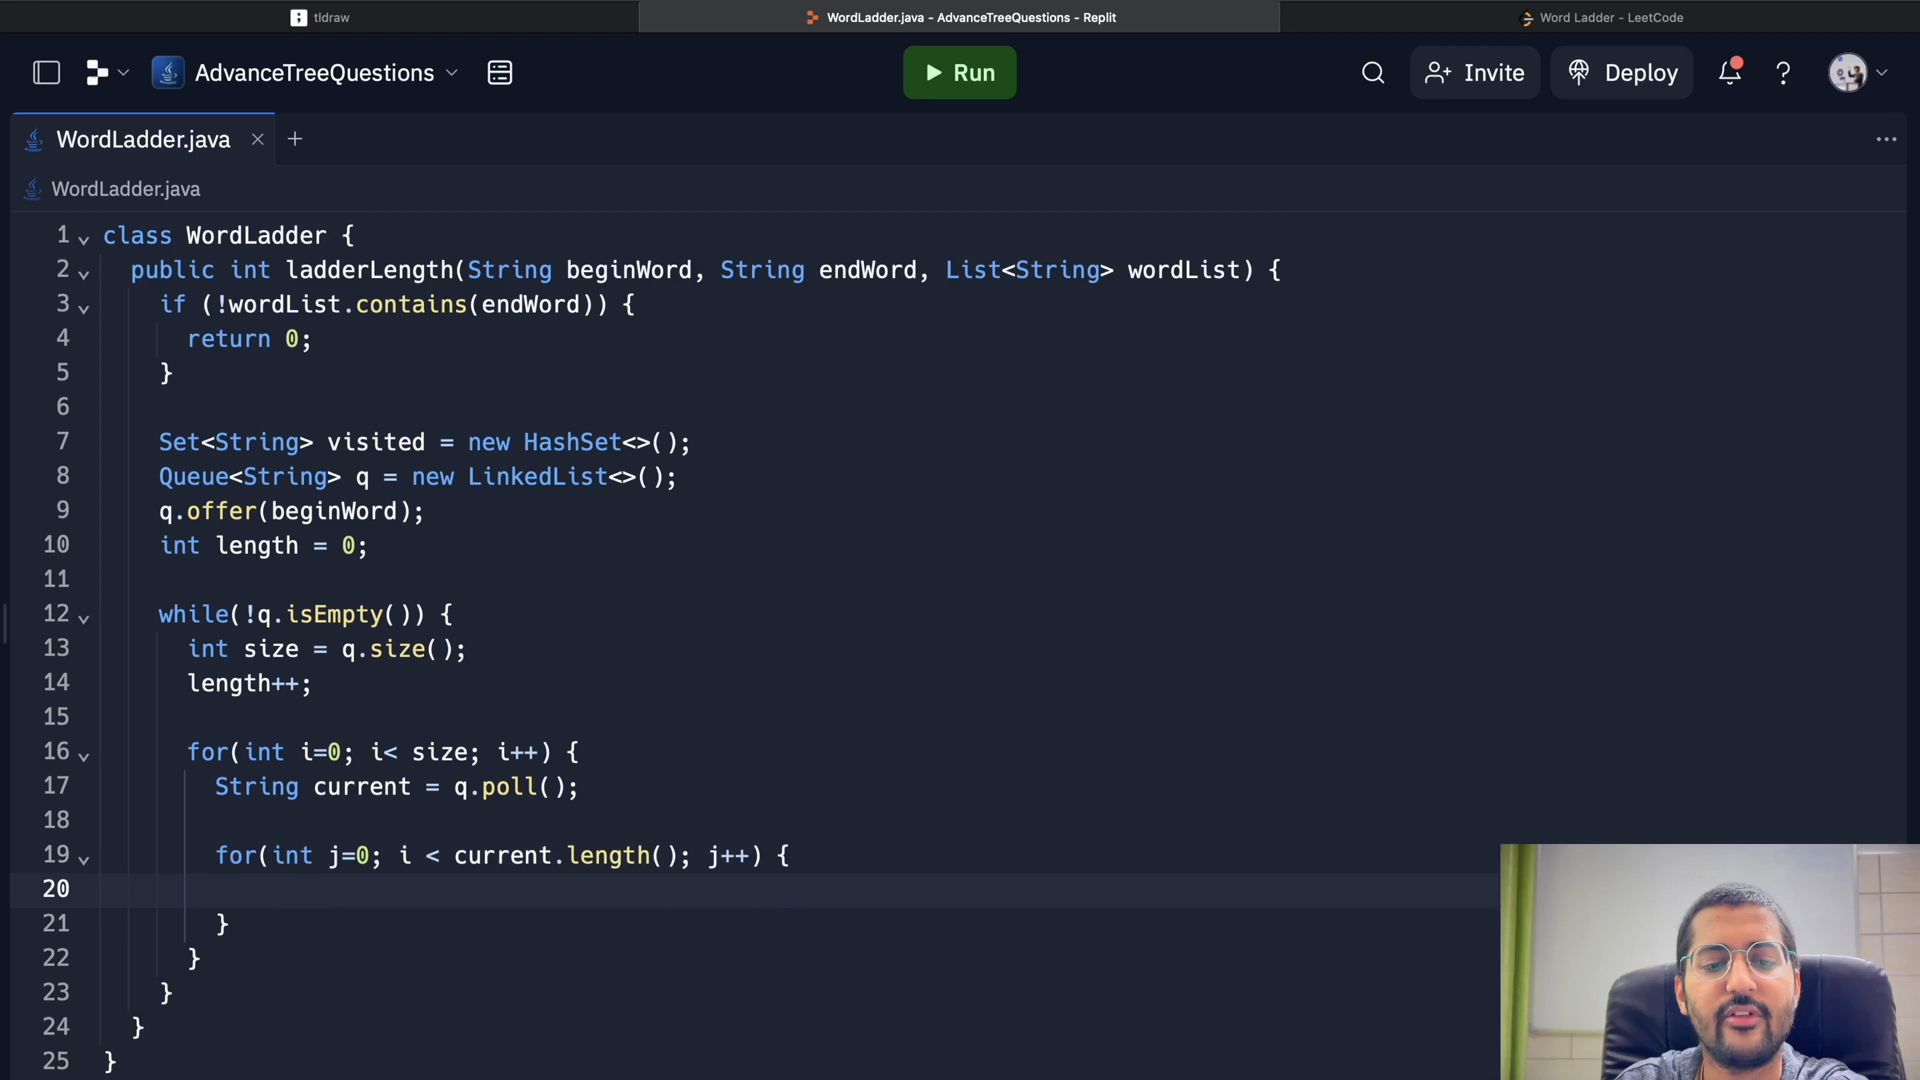 tldraw
WordLadder.java - AdvanceTreeQuestions - Replit
Word Ladder - LeetCode
AdvanceTreeQuestions
Run
Invite
Deploy
WordLadder.java
WordLadder.java
1 class WordLadder {
2 public int ladderLength(String beginWord, String endWord, List<String> wordList) {
3 if (!wordList.contains(endWord)) {
4 return 0;
5 }
6
7 Set<String> visited = new HashSet<>();
8 Queue<String> q = new LinkedList<>();
9 q.offer(beginWord);
10 int length = 0;
11
12 while(!q.isEmpty()) {
13 int size = q.size();
14 length++;
15
16 for(int i=0; i< size; i++) {
17 String current = q.poll();
18
19 for(int j=0; i < current.length(); j++) {
20
21 }
22 }
23 }
24 }
25 }